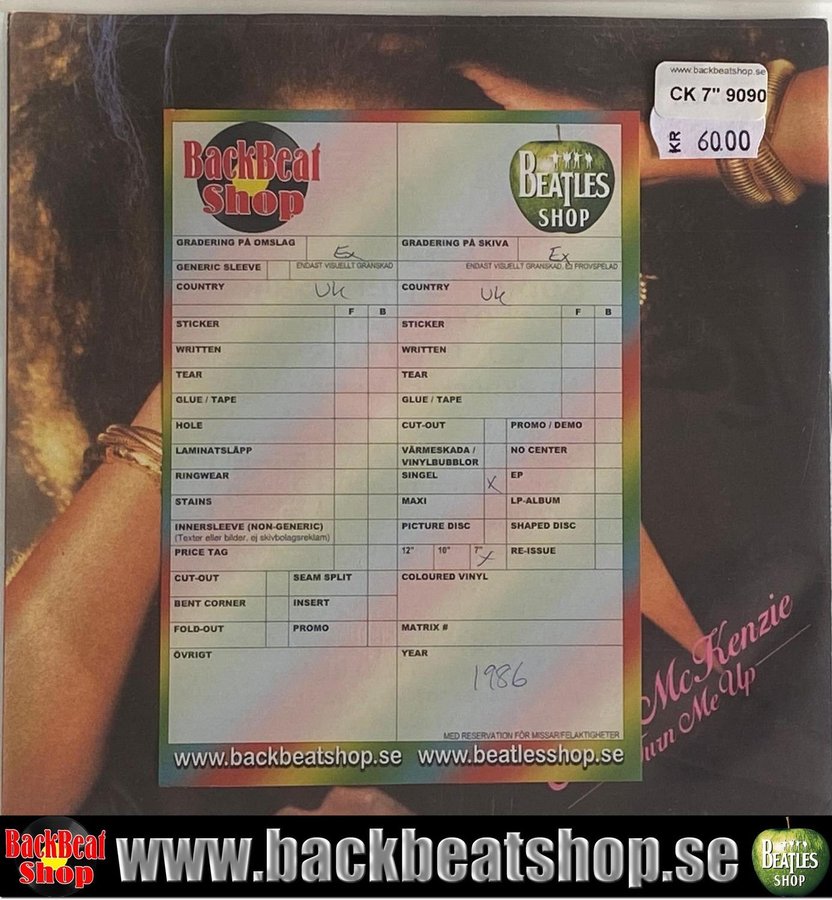 www.backbeatshop.se
CK 7" 9090
KR 60.00
BackBeat
Shop
BEATLES
SHOP
GRADERING PÅ OMSLAG Ex
ENDAST VISUELLT GRANSKAD
GENERIC SLEEVE
COUNTRY UK
F B
STICKER
WRITTEN
TEAR
GLUE / TAPE
HOLE
LAMINATSLÄPP
RINGWEAR
STAINS
INNERSLEEVE (NON-GENERIC)
(Texter eller bilder, ej skivbolagsreklam)
PRICE TAG
CUT-OUT SEAM SPLIT
BENT CORNER INSERT
FOLD-OUT PROMO
ÖVRIGT
GRADERING PÅ SKIVA Ex
ENDAST VISUELLT GRANSKAD, EJ PROVSPELAD
COUNTRY UK
F B
STICKER
WRITTEN
TEAR
GLUE / TAPE
CUT-OUT PROMO / DEMO
VÄRMESKADA / NO CENTER
VINYLBUBBLOR
SINGEL X EP
MAXI LP-ALBUM
PICTURE DISC SHAPED DISC
12" 10" 7" X RE-ISSUE
COLOURED VINYL
MATRIX #
YEAR
1986
MED RESERVATION FÖR MISSAR/FELAKTIGHETER
www.backbeatshop.se www.beatlesshop.se
McKenzie
Turn Me Up
BackBeat
Shop
www.backbeatshop.se
BEATLES
SHOP